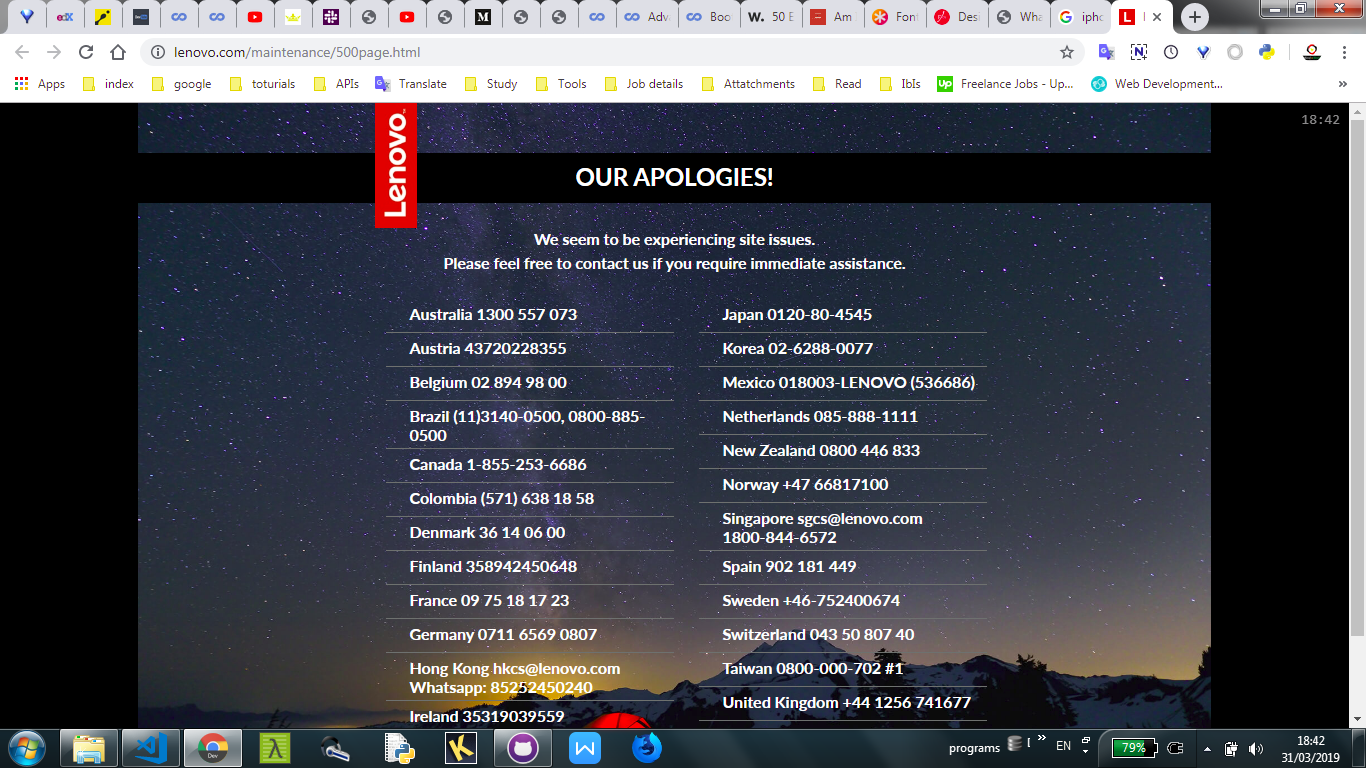 Adv
Boo
W. 50 E
Am
Font
Des
Wha
iph
L
lenovo.com/maintenance/500page.html
Apps
index
google
toturials
APIs
Translate
Study
Tools
Job details
Attatchments
Read
IbIs
Up
Freelance Jobs - Up...
Web Development...
»
18:42
Lenovo
OUR APOLOGIES!
We seem to be experiencing site issues.
Please feel free to contact us if you require immediate assistance.
Australia 1300 557 073
Austria 43720228355
Belgium 02 894 98 00
Brazil (11)3140-0500, 0800-885-
0500
Canada 1-855-253-6686
Colombia (571) 638 18 58
Denmark 36 14 06 00
Finland 358942450648
France 09 75 18 17 23
Germany 0711 6569 0807
Hong Kong hkcs@lenovo.com
Whatsapp: 85252450240
Ireland 35319039559
Japan 0120-80-4545
Korea 02-6288-0077
Mexico 018003-LENOVO (536686)
Netherlands 085-888-1111
New Zealand 0800 446 833
Norway +47 66817100
Singapore sgcs@lenovo.com
1800-844-6572
Spain 902 181 449
Sweden +46-752400674
Switzerland 043 50 807 40
Taiwan 0800-000-702 #1
United Kingdom +44 1256 741677
Dev
programs
»
EN
79%
18:42
31/03/2019